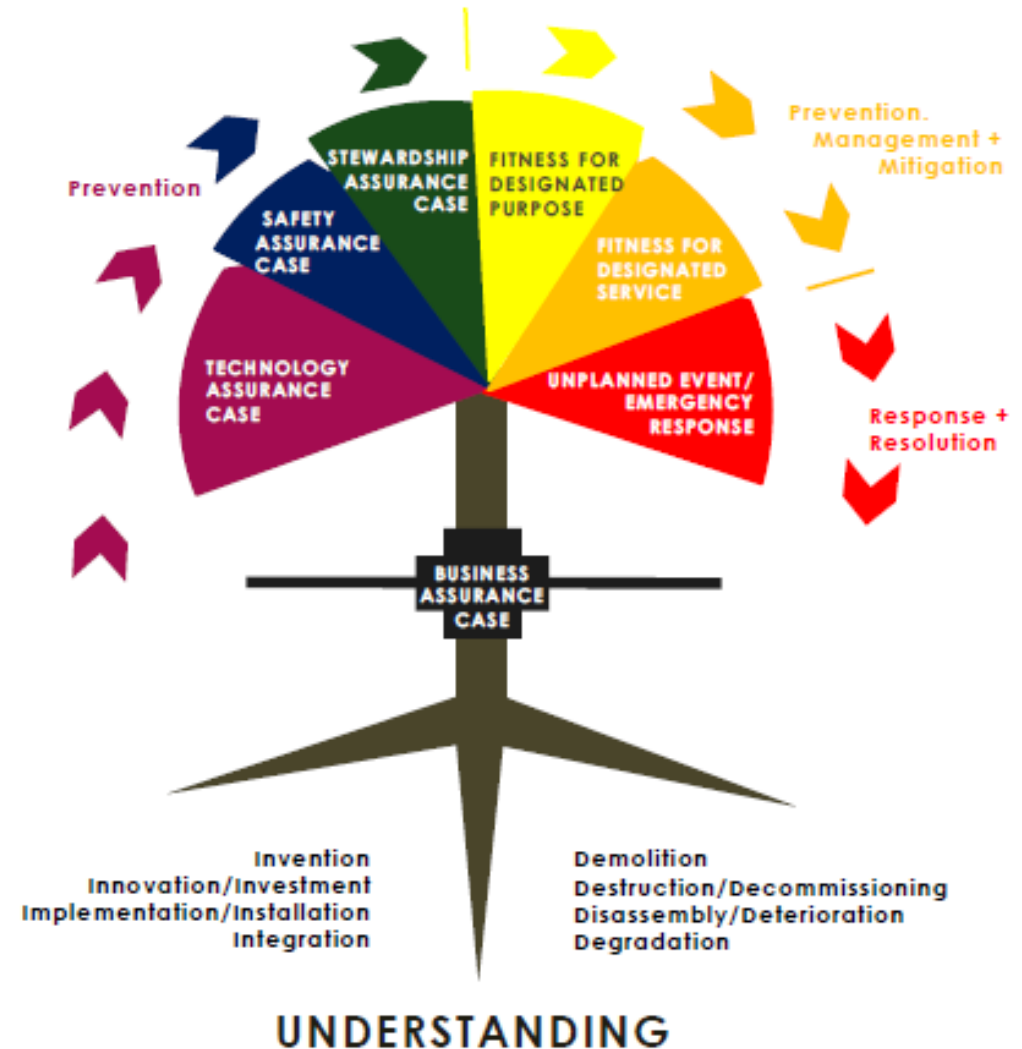 Prevention
Prevention.
Management +
Mitigation
STEWARDSHIP
ASSURANCE
CASE
FITNESS FOR
DESIGNATED
PURPOSE
SAFETY
ASSURANCE
CASE
FITNESS FOR
DESIGNATED
SERVICE
TECHNOLOGY
ASSURANCE
CASE
UNPLANNED EVENT/
EMERGENCY
RESPONSE
Response +
Resolution
BUSINESS
ASSURANCE
CASE
Invention
Innovation/Investment
Implementation/Installation
Integration
Demolition
Destruction/Decommissioning
Disassembly/Deterioration
Degradation
UNDERSTANDING